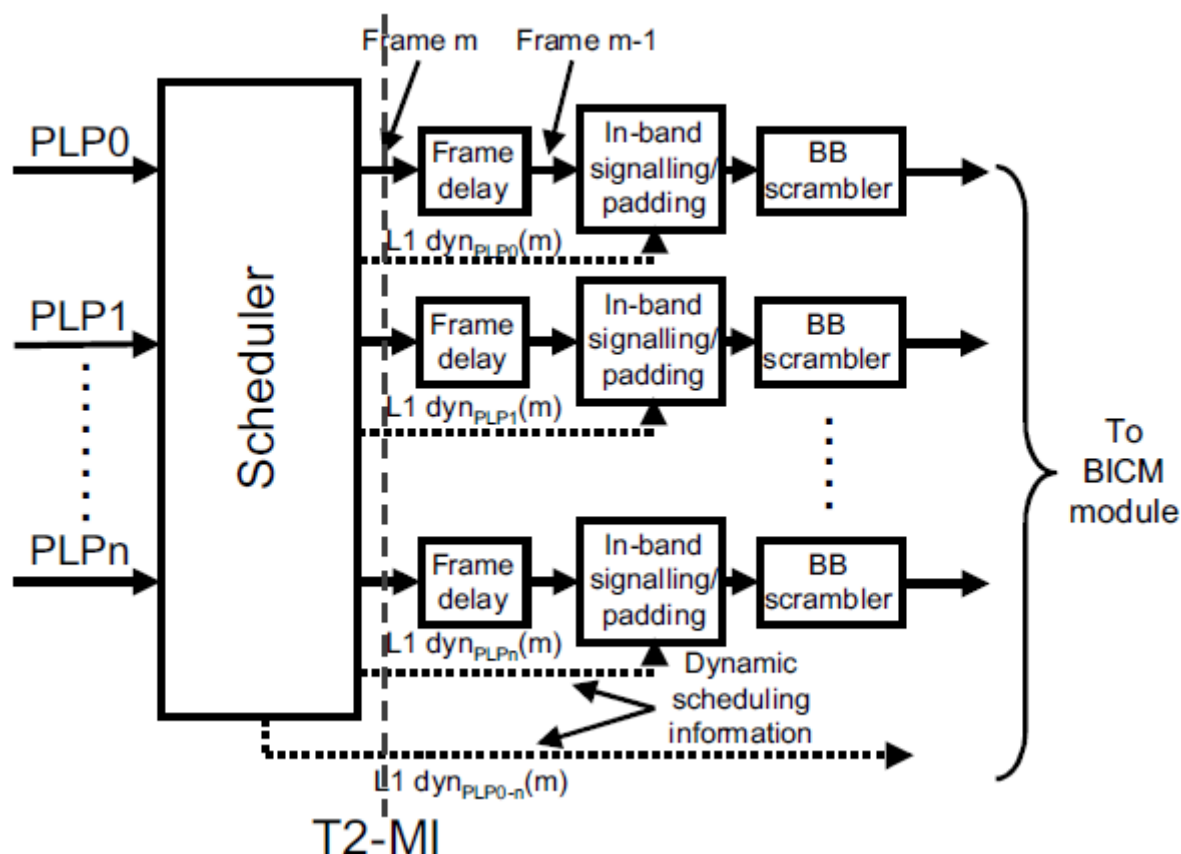 Frame m
Frame m-1
PLP0
Frame
delay
In-band
signalling/
padding
BB
scrambler
L1 dynPLP0(m)
PLP1
Frame
delay
In-band
signalling/
padding
BB
scrambler
L1 dynPLP1(m)
Scheduler
To
BICM
module
PLPn
Frame
delay
In-band
signalling/
padding
BB
scrambler
L1 dynPLPn(m)
Dynamic
scheduling
information
L1 dynPLP0-n(m)
T2-MI